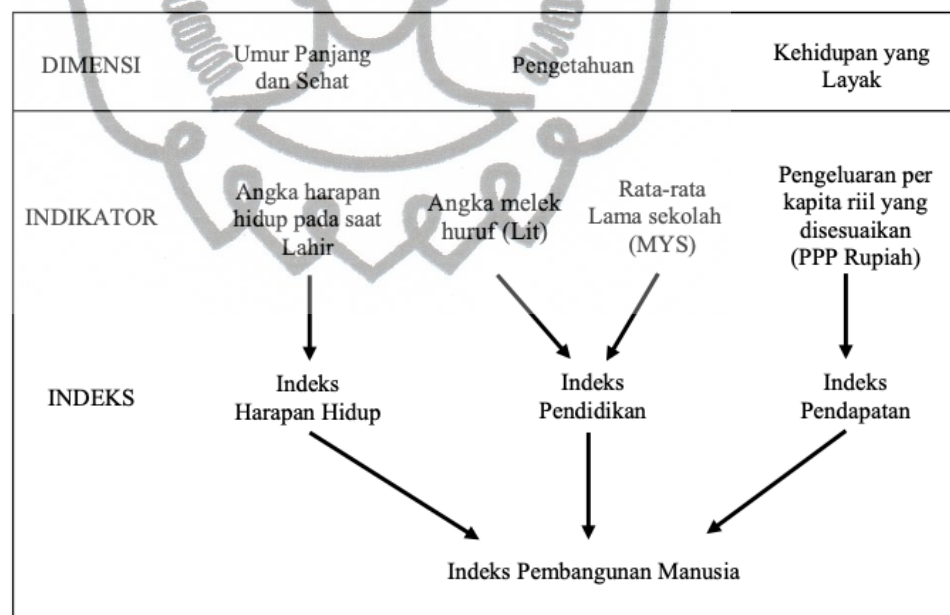 DIMENSI
Umur Panjang
dan Sehat
Pengetahuan
Kehidupan yang
Layak
INDIKATOR
Angka harapan
hidup pada saat
Lahir
Angka melek
huruf (Lit)
Rata-rata
Lama sekolah
(MYS)
Pengeluaran per
kapita riil yang
disesuaikan
(PPP Rupiah)
INDEKS
Indeks
Harapan Hidup
Indeks
Pendidikan
Indeks
Pendapatan
Indeks Pembangunan Manusia